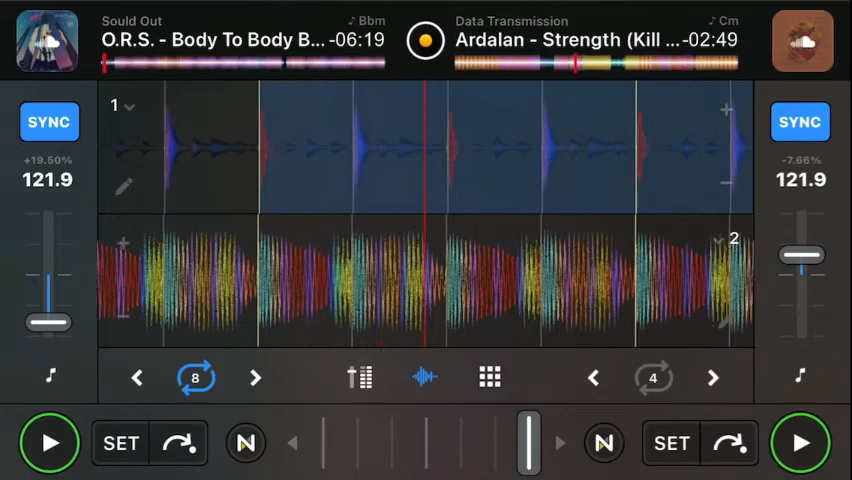 Sould Out
♪ Bbm
O.R.S. - Body To Body B... -06:19
Data Transmission
♪ Cm
Ardalan - Strength (Kill ... -02:49
1
SYNC
+19.50%
121.9
SYNC
-7.66%
121.9
2
8
4
SET
N
N
SET